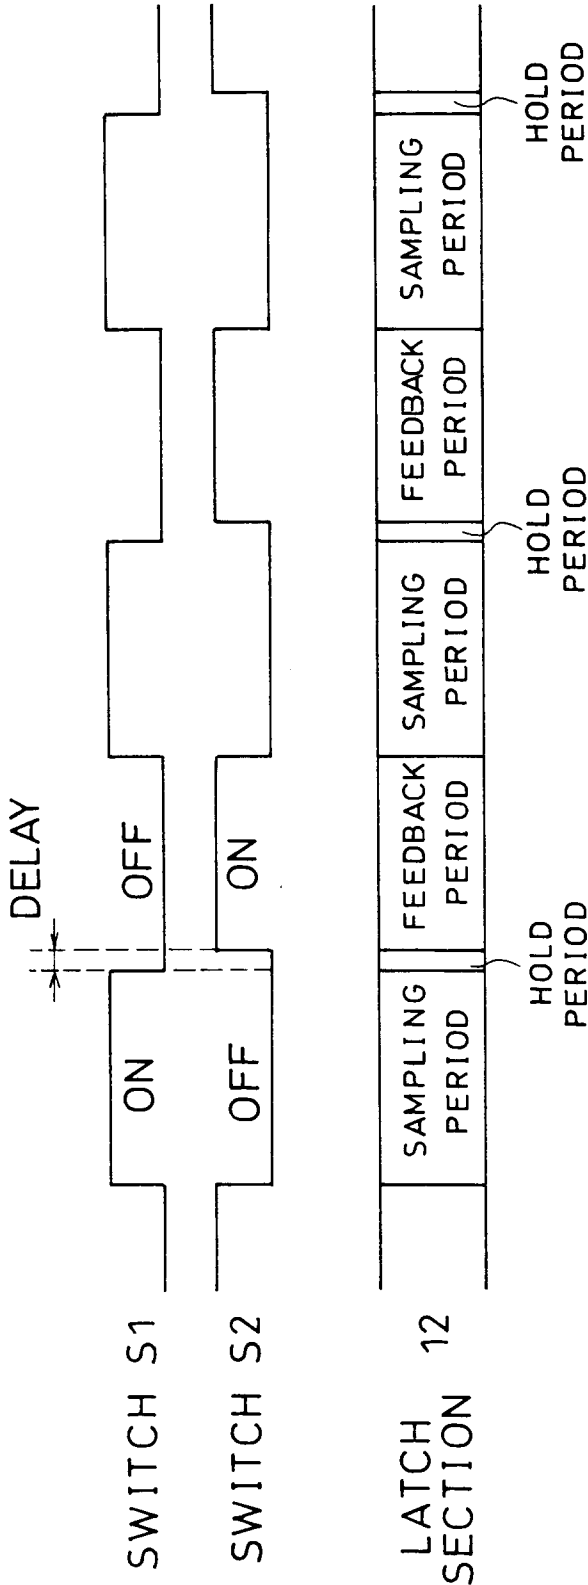 DELAY
SWITCH S1
ON
OFF
SWITCH S2
OFF
ON
LATCH
SECTION 12
SAMPLING
PERIOD
FEEDBACK
PERIOD
SAMPLING
PERIOD
FEEDBACK
PERIOD
SAMPLING
PERIOD
HOLD
PERIOD
HOLD
PERIOD
HOLD
PERIOD